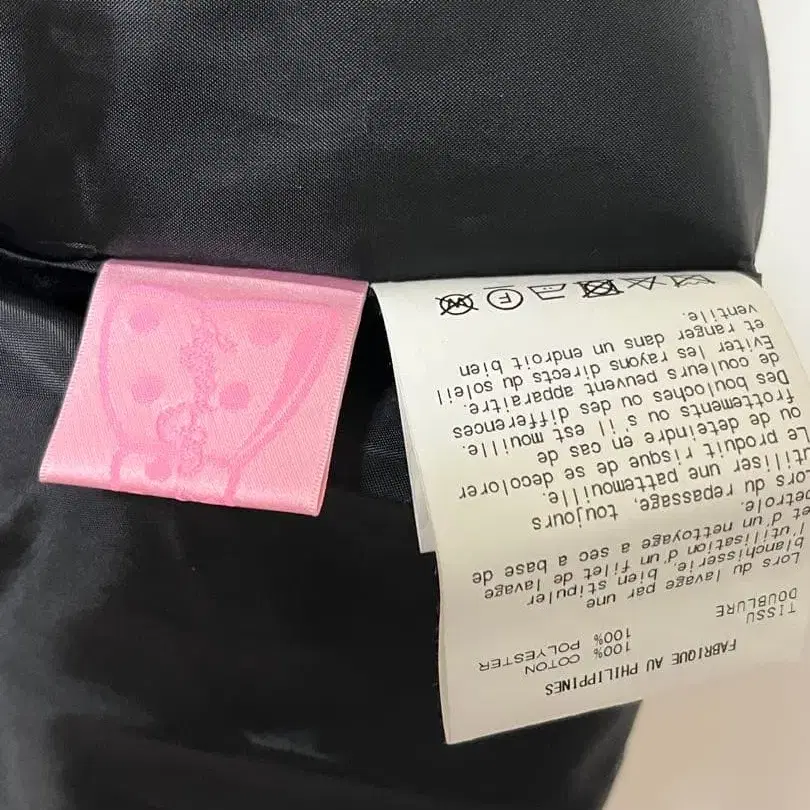 FABRIQUE AU PHILIPPINES
TISSU 100% COTON
DOUBLURE 100% POLYESTER
Lors du lavage par une
blanchisserie, bien stipuler
l'utilisation d'un filet de lavage
et d'un nettoyage a sec a base de
petrole.
Lors du repassage, toujours
utiliser une pattemouille.
Le produit risque de se decolorer
ou de deteindre en cas de
frottements ou s'il est mouille.
Des bouloches ou des differences
de couleurs peuvent apparaitre.
Eviter les rayons directs du soleil
et ranger dans un endroit bien
ventile.
F W